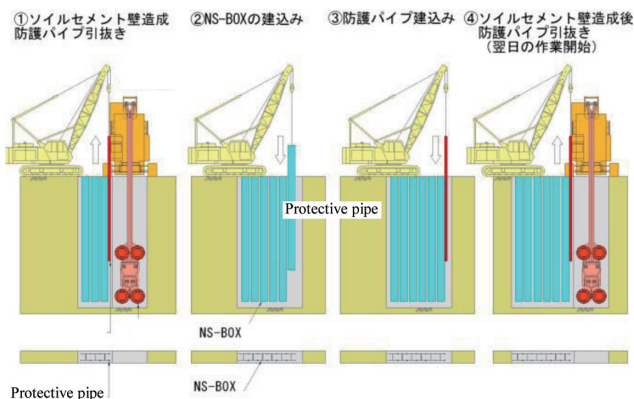 ①ソイルセメント壁造成
防護パイプ引抜き
②NS-BOXの建込み
③防護パイプ建込み
④ソイルセメント壁造成後
防護パイプ引抜き
(翌日の作業開始)
Protective pipe
NS-BOX
Protective pipe
NS-BOX